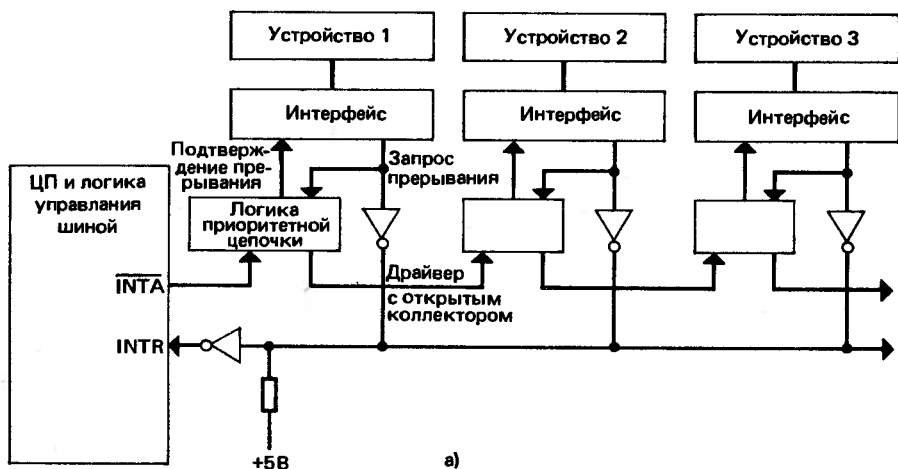 Устройство 1
Устройство 2
Устройство 3
Интерфейс
Интерфейс
Интерфейс
Подтверж-
дение пре-
рывания
Запрос
прерывания
ЦП и логика
управлания
шиной
Логика
приоритетной
цепочки
Драйвер
с открытым
коллектором
INTA
INTR
+5В
а)